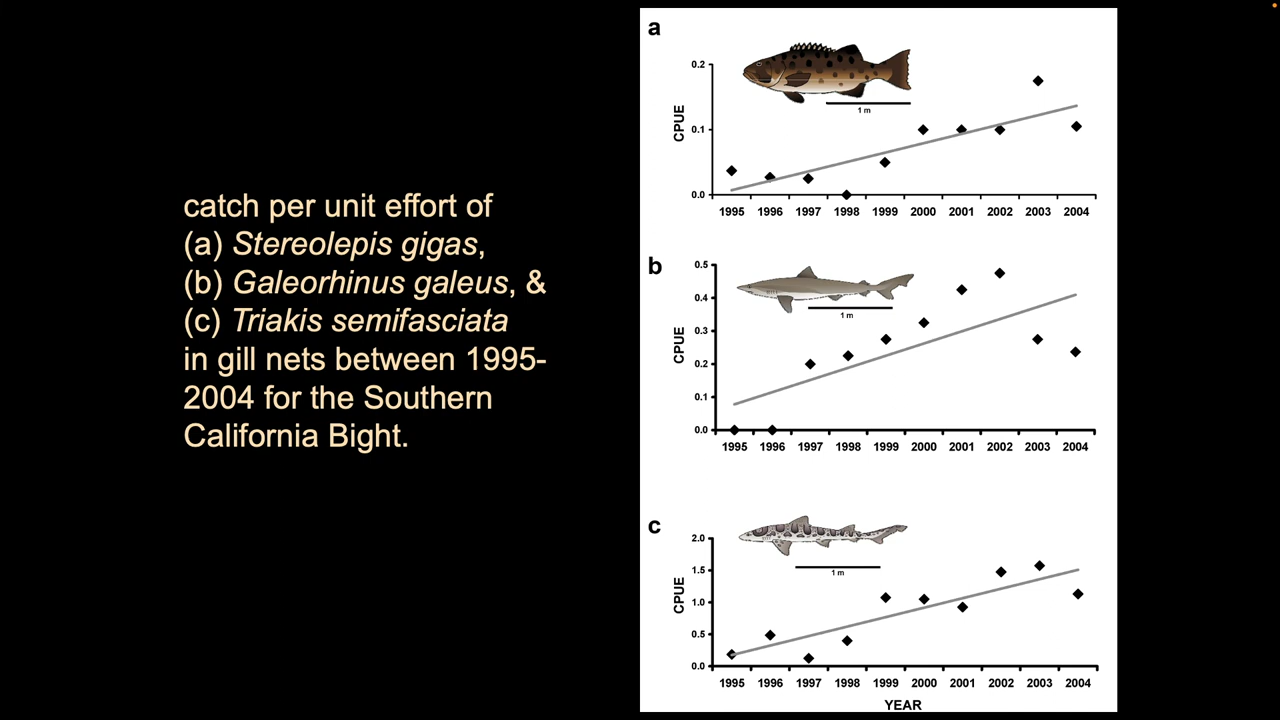 catch per unit effort of
(a) Stereolepis gigas,
(b) Galeorhinus galeus, &
(c) Triakis semifasciata
in gill nets between 1995-
2004 for the Southern
California Bight.
a
0.2
0.1
0.0
CPUE
1 m
1995 1996 1997 1998 1999 2000 2001 2002 2003 2004
b
0.5
0.4
0.3
0.2
0.1
0.0
CPUE
1 m
1995 1996 1997 1998 1999 2000 2001 2002 2003 2004
c
2.0
1.5
1.0
0.5
0.0
CPUE
1 m
1995 1996 1997 1998 1999 2000 2001 2002 2003 2004
YEAR